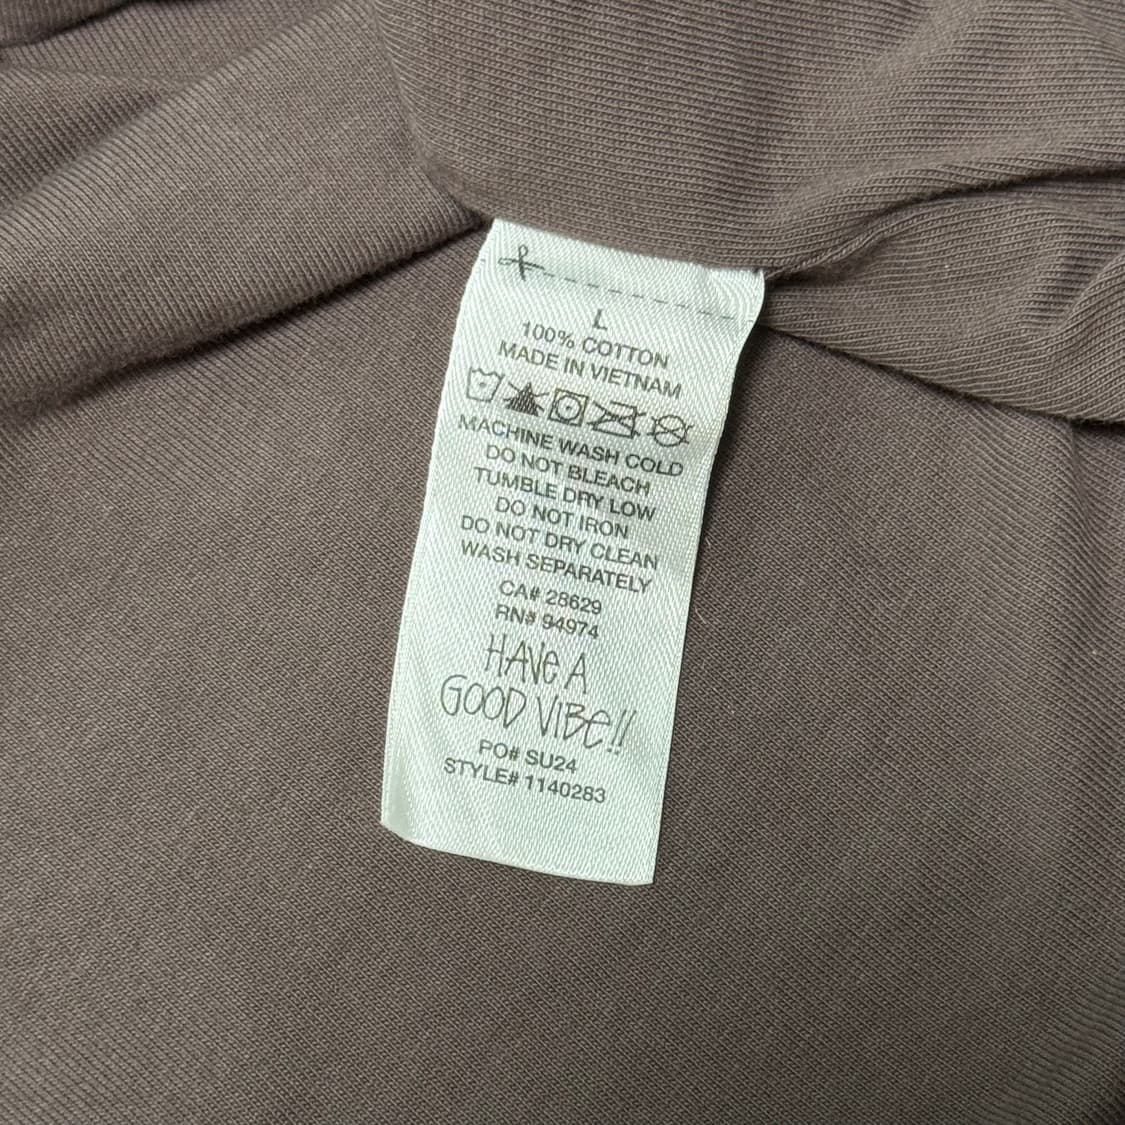 L
100% COTTON
MADE IN VIETNAM
MACHINE WASH COLD
DO NOT BLEACH
TUMBLE DRY LOW
DO NOT IRON
DO NOT DRY CLEAN
WASH SEPARATELY
CA# 28629
RN# 94974
HAVE A
GOOD VIBE!!
PO# SU24
STYLE# 1140283